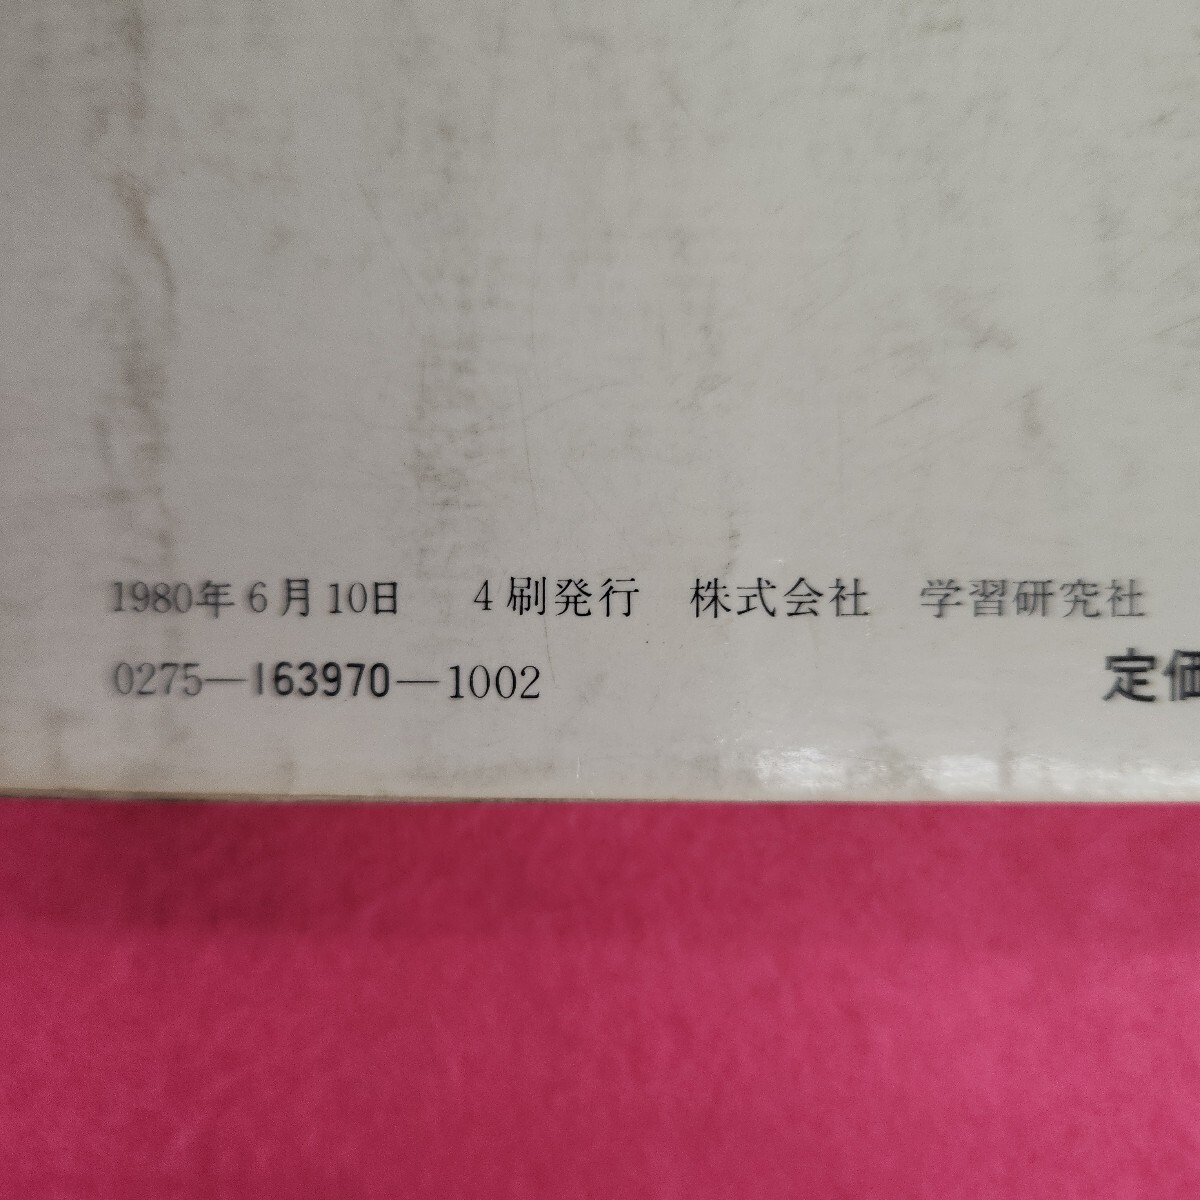 1980年6月10日 4刷発行 株式会社 学習研究社
0275-163970-1002
定価